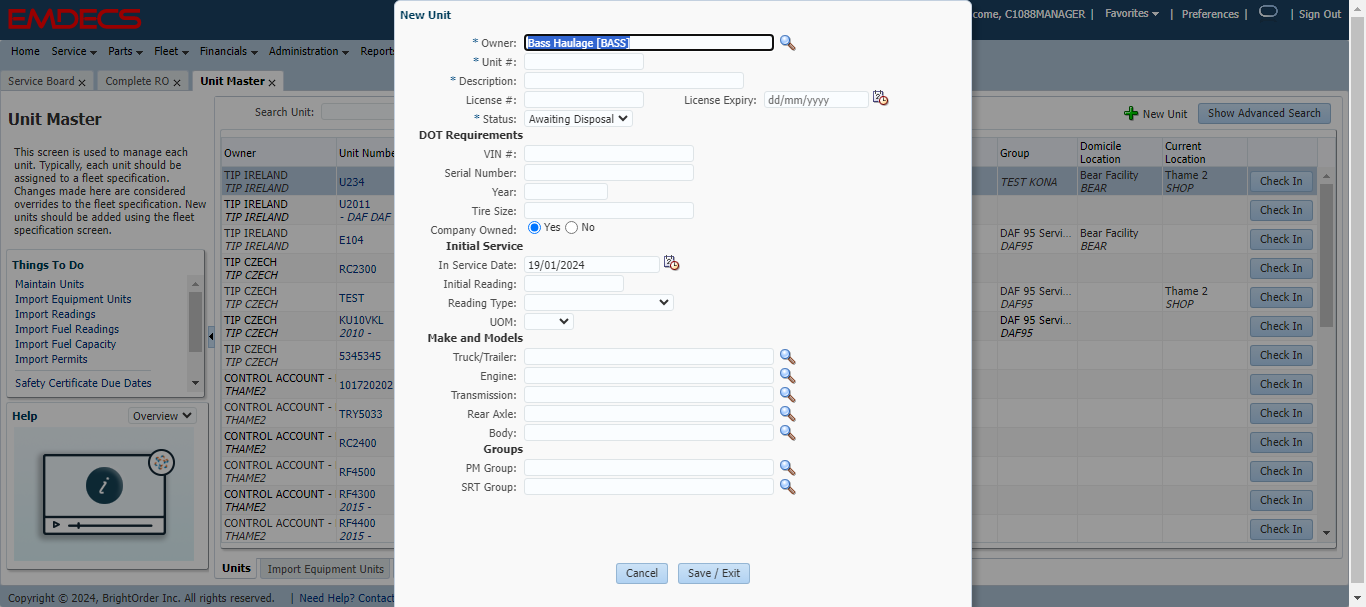 EMDECS
come, C1088MANAGER | Favorites | Preferences | | Sign Out
Home Service Parts Fleet Financials Administration Reports
Service Board x Complete RO x Unit Master x
Unit Master
This screen is used to manage each
unit. Typically, each unit should be
assigned to a fleet specification.
Changes made here are considered
overrides to the fleet specification. New
units should be added using the fleet
specification screen.
Things To Do
Maintain Units
Import Equipment Units
Import Readings
Import Fuel Readings
Import Fuel Capacity
Import Permits
Safety Certificate Due Dates
Help Overview
Search Unit:
New Unit Show Advanced Search
Owner Unit Numbe
TIP IRELAND
TIP IRELAND
U234
TIP IRELAND
TIP IRELAND
U2011
- DAF DAF
TIP IRELAND
TIP IRELAND
E104
TIP CZECH
TIP CZECH
RC2300
TIP CZECH
TIP CZECH
TEST
TIP CZECH
TIP CZECH
KU10VKL
2010 -
TIP CZECH
TIP CZECH
5345345
CONTROL ACCOUNT -
THAME2
101720202
CONTROL ACCOUNT -
THAME2
TRY5033
CONTROL ACCOUNT -
THAME2
RC2400
CONTROL ACCOUNT -
THAME2
RF4500
CONTROL ACCOUNT -
THAME2
RF4300
2015 -
CONTROL ACCOUNT -
THAME2
RF4400
2015 -
Units Import Equipment Units
Copyright © 2024, BrightOrder Inc. All rights reserved. | Need Help? Contact
New Unit
* Owner: Bass Haulage [BASS]
* Unit #:
* Description:
License #: License Expiry: dd/mm/yyyy
* Status: Awaiting Disposal
DOT Requirements
VIN #:
Serial Number:
Year:
Tire Size:
Company Owned: Yes No
Initial Service
In Service Date: 19/01/2024
Initial Reading:
Reading Type:
UOM:
Make and Models
Truck/Trailer:
Engine:
Transmission:
Rear Axle:
Body:
Groups
PM Group:
SRT Group:
Cancel Save / Exit
Group
Domicile
Location
Current
Location
TEST KONA
Bear Facility
BEAR
Thame 2
SHOP
Check In
Check In
DAF 95 Servi...
DAF95
Bear Facility
BEAR
Check In
Check In
DAF 95 Servi...
DAF95
Thame 2
SHOP
Check In
DAF 95 Servi...
DAF95
Check In
Check In
Check In
Check In
Check In
Check In
Check In
Check In